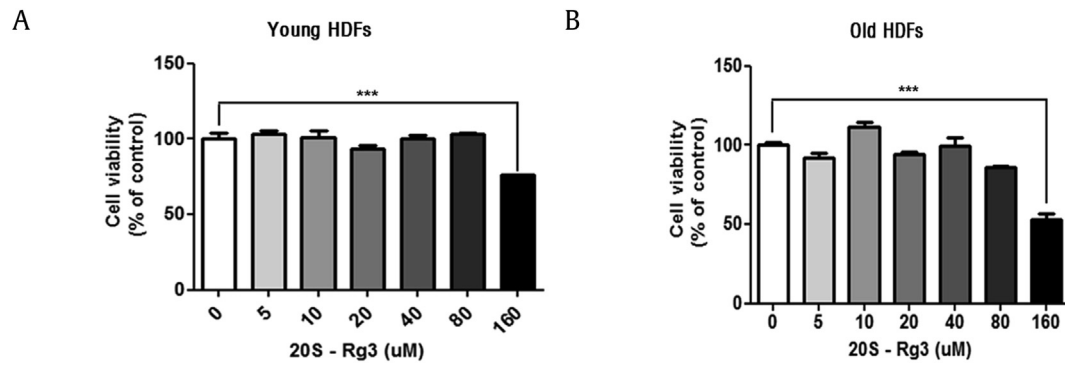 A
Young HDFs
150
100
50
0
Cell viability
(% of control)
***
0 5 10 20 40 80 160
20S - Rg3 (uM)
B
Old HDFs
150
100
50
0
Cell viability
(% of control)
***
0 5 10 20 40 80 160
20S - Rg3 (uM)